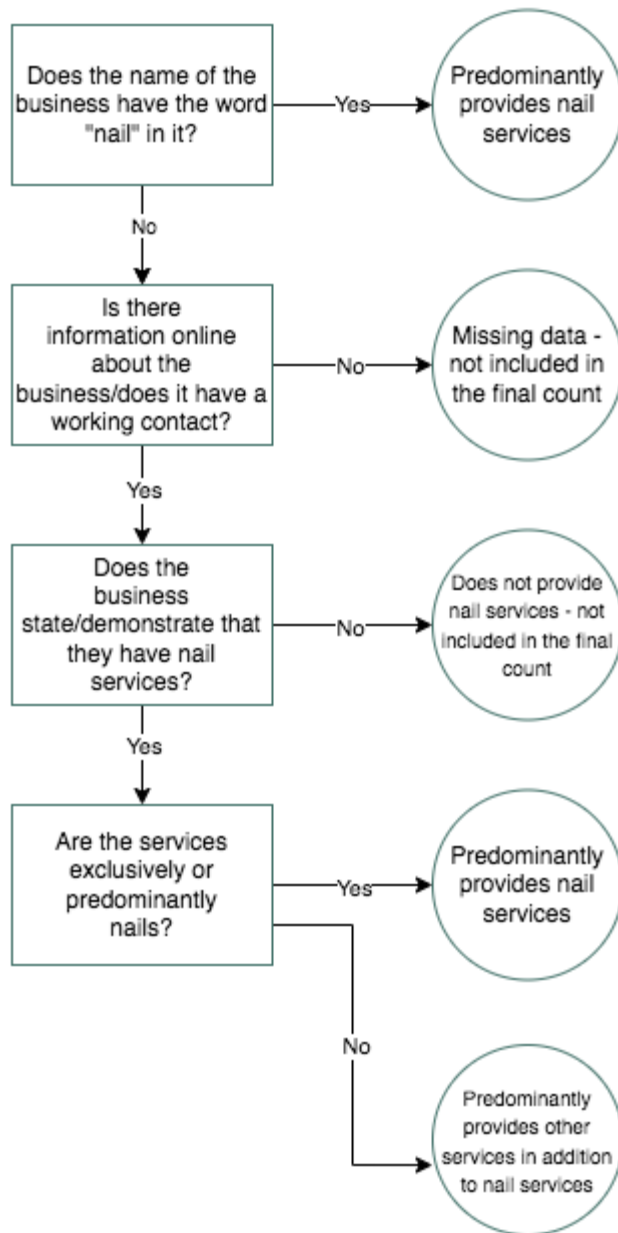 Does the name of the
business have the word
"nail" in it?
Yes
Predominantly
provides nail
services
No
Is there
information online
about the
business/does it have a
working contact?
No
Missing data -
not included in
the final count
Yes
Does the
business
state/demonstrate that
they have nail
services?
No
Does not provide
nail services - not
included in the final
count
Yes
Are the services
exclusively or
predominantly
nails?
Yes
Predominantly
provides nail
services
No
Predominantly
provides other
services in addition
to nail services